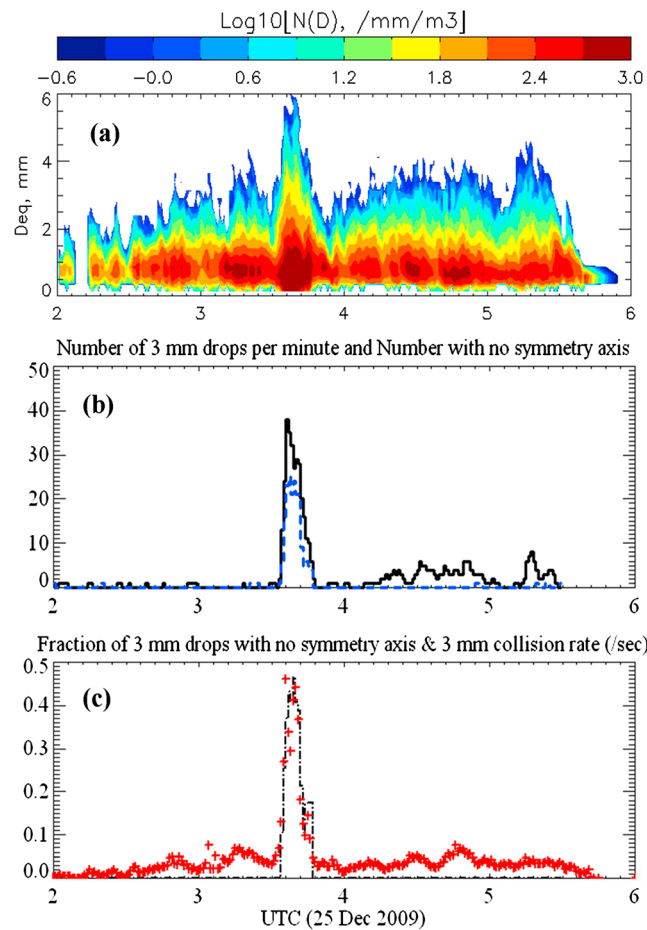 Log10[N(D), /mm/m3]
−0.6 −0.0 0.6 1.2 1.8 2.4 3.0
6
(a)
4
Deg, mm
2
0
2 3 4 5 6
Number of 3 mm drops per minute and Number with no symmetry axis
50
(b)
40
30
20
10
0
2 3 4 5 6
Fraction of 3 mm drops with no symmetry axis & 3 mm collision rate (/sec)
0.5
(c)
0.4
0.3
0.2
0.1
0.0
2 3 4 5 6
UTC (25 Dec 2009)